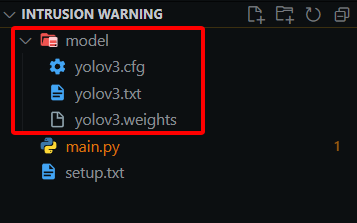 INTRUSION WARNING
model
yolov3.cfg
yolov3.txt
yolov3.weights
main.py 1
setup.txt